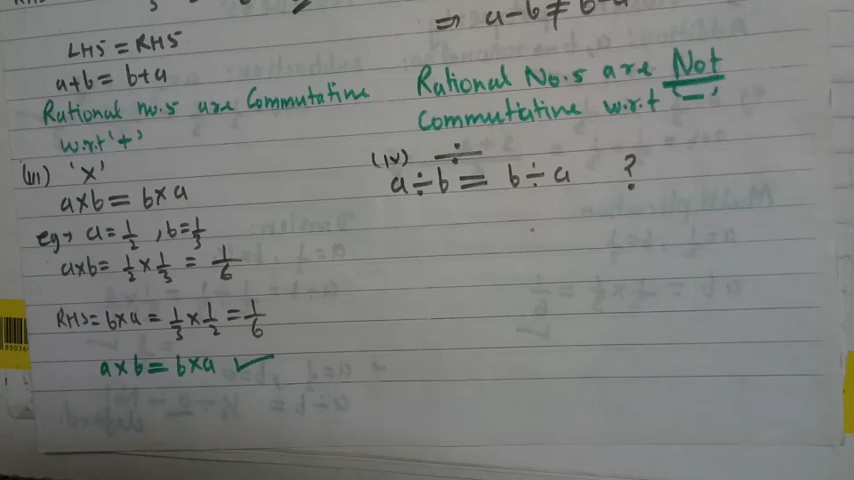 ⇒ a-b ≠ b-a
LHS = RHS
a+b = b+a
Rational no.s are Commutative
w.r.t '+'
Rational No.s are Not
Commutative w.r.t '-'
(III) 'x'
a×b = b×a
eg→ a = 1/2, b = 1/3
a×b = 1/2 × 1/3 = 1/6
RHS = b×a = 1/3 × 1/2 = 1/6
a×b = b×a ✓
(IV) ÷
a÷b = b÷a ?